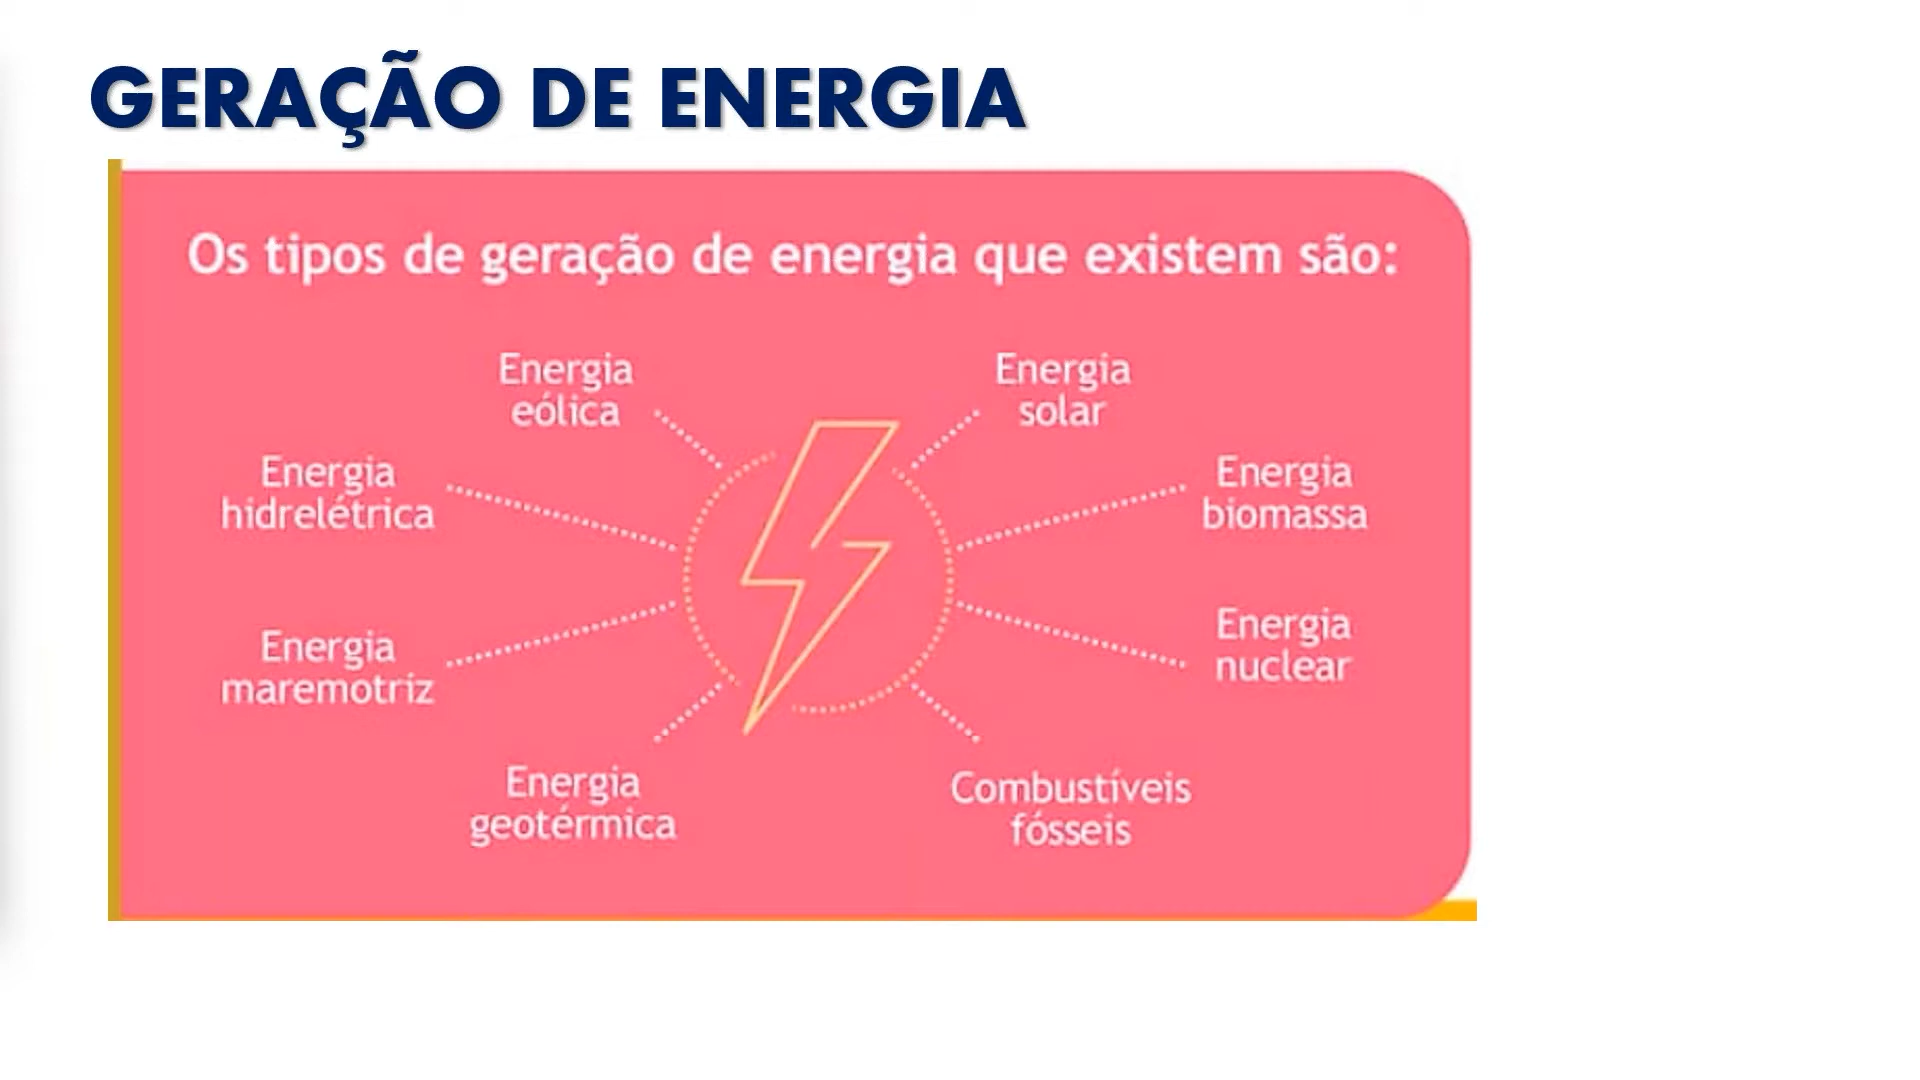 GERAÇÃO DE ENERGIA
Os tipos de geração de energia que existem são:
Energia
eólica
Energia
solar
Energia
hidrelétrica
Energia
biomassa
Energia
maremotriz
Energia
nuclear
Energia
geotérmica
Combustíveis
fósseis